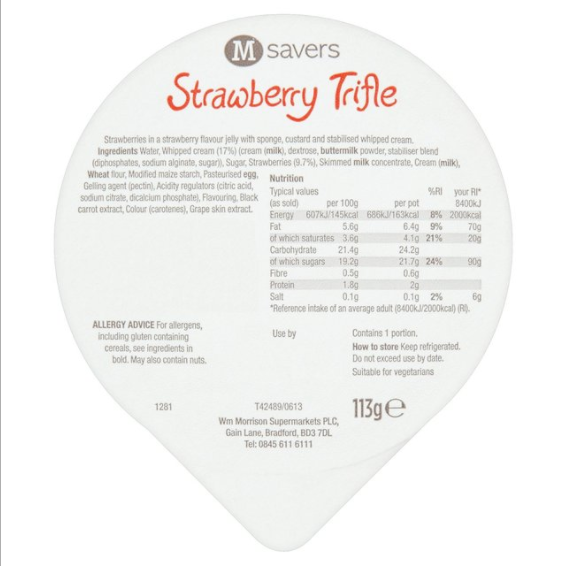 M savers
Strawberry Trifle
Strawberries in a strawberry flavour jelly with sponge, custard and stabilised whipped cream.
Ingredients Water, Whipped cream (17%) (cream (milk), dextrose, buttermilk powder, stabiliser blend
(diphosphates, sodium alginate, sugar)), Sugar, Strawberries (9.7%), Skimmed milk concentrate, Cream (milk),
Wheat flour, Modified maize starch, Pasteurised egg,
Gelling agent (pectin), Acidity regulators (citric acid,
sodium citrate, dicalcium phosphate), Flavouring, Black
carrot extract, Colour (carotenes), Grape skin extract.
Nutrition
Typical values %RI your RI*
(as sold) per 100g per pot 8400kJ
Energy 607kJ/145kcal 686kJ/163kcal 8% 2000kcal
Fat 5.6g 6.4g 9% 70g
of which saturates 3.6g 4.1g 21% 20g
Carbohydrate 21.4g 24.2g
of which sugars 19.2g 21.7g 24% 90g
Fibre 0.5g 0.6g
Protein 1.8g 2g
Salt 0.1g 0.1g 2% 6g
*Reference intake of an average adult (8400kJ/2000kcal) (RI).
ALLERGY ADVICE For allergens,
including gluten containing
cereals, see ingredients in
bold. May also contain nuts.
Use by
Contains 1 portion.
How to store Keep refrigerated.
Do not exceed use by date.
Suitable for vegetarians
1281
T42489/0613
113g e
Wm Morrison Supermarkets PLC,
Gain Lane, Bradford, BD3 7DL
Tel: 0845 611 6111